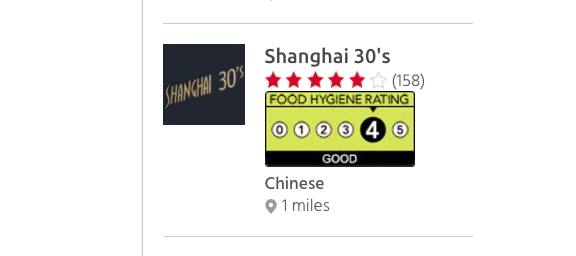 Shanghai 30's
SHANGHAI 30's
(158)
FOOD HYGIENE RATING
0 1 2 3 4 5
GOOD
Chinese
1 miles